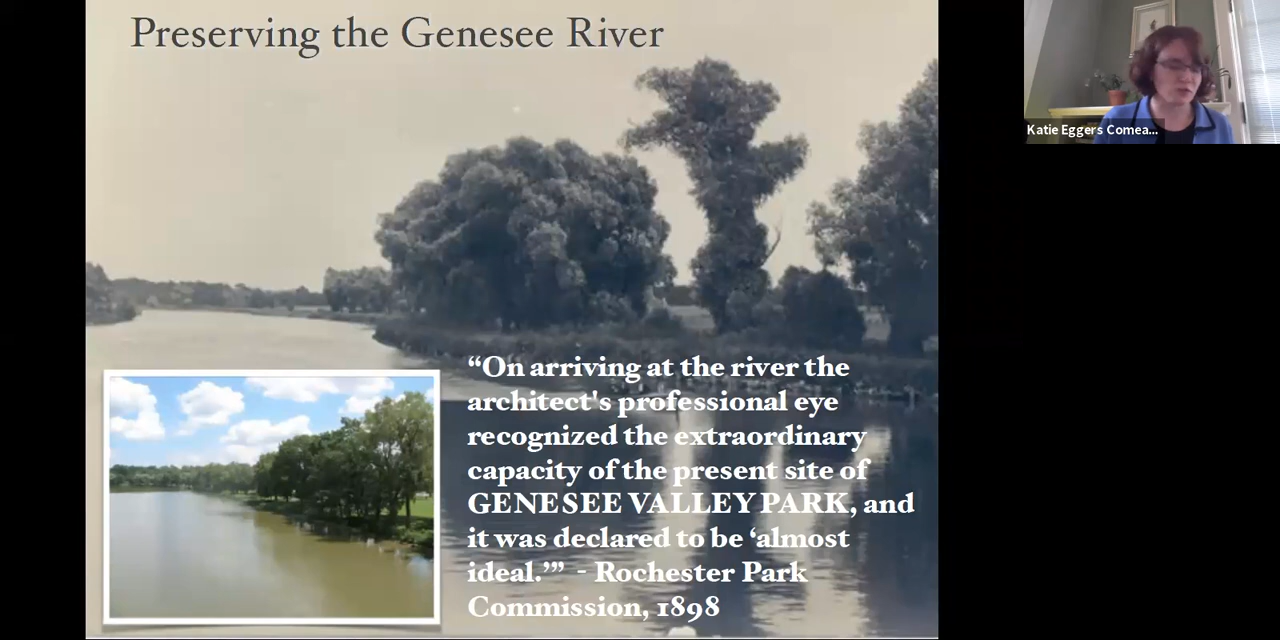 Preserving the Genesee River
Katie Eggers Comea...
“On arriving at the river the
architect's professional eye
recognized the extraordinary
capacity of the present site of
GENESEE VALLEY PARK, and
it was declared to be ‘almost
ideal.’” - Rochester Park
Commission, 1898